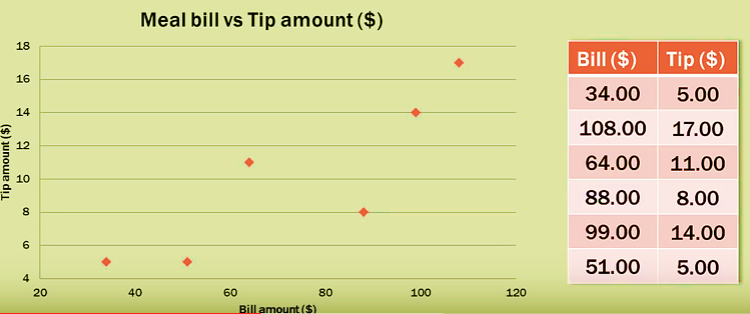 Meal bill vs Tip amount ($)
18
16
14
12
10
8
6
4
Tip amount ($)
20 40 60 80 100 120
Bill amount ($)
Bill ($) Tip ($)
34.00 5.00
108.00 17.00
64.00 11.00
88.00 8.00
99.00 14.00
51.00 5.00